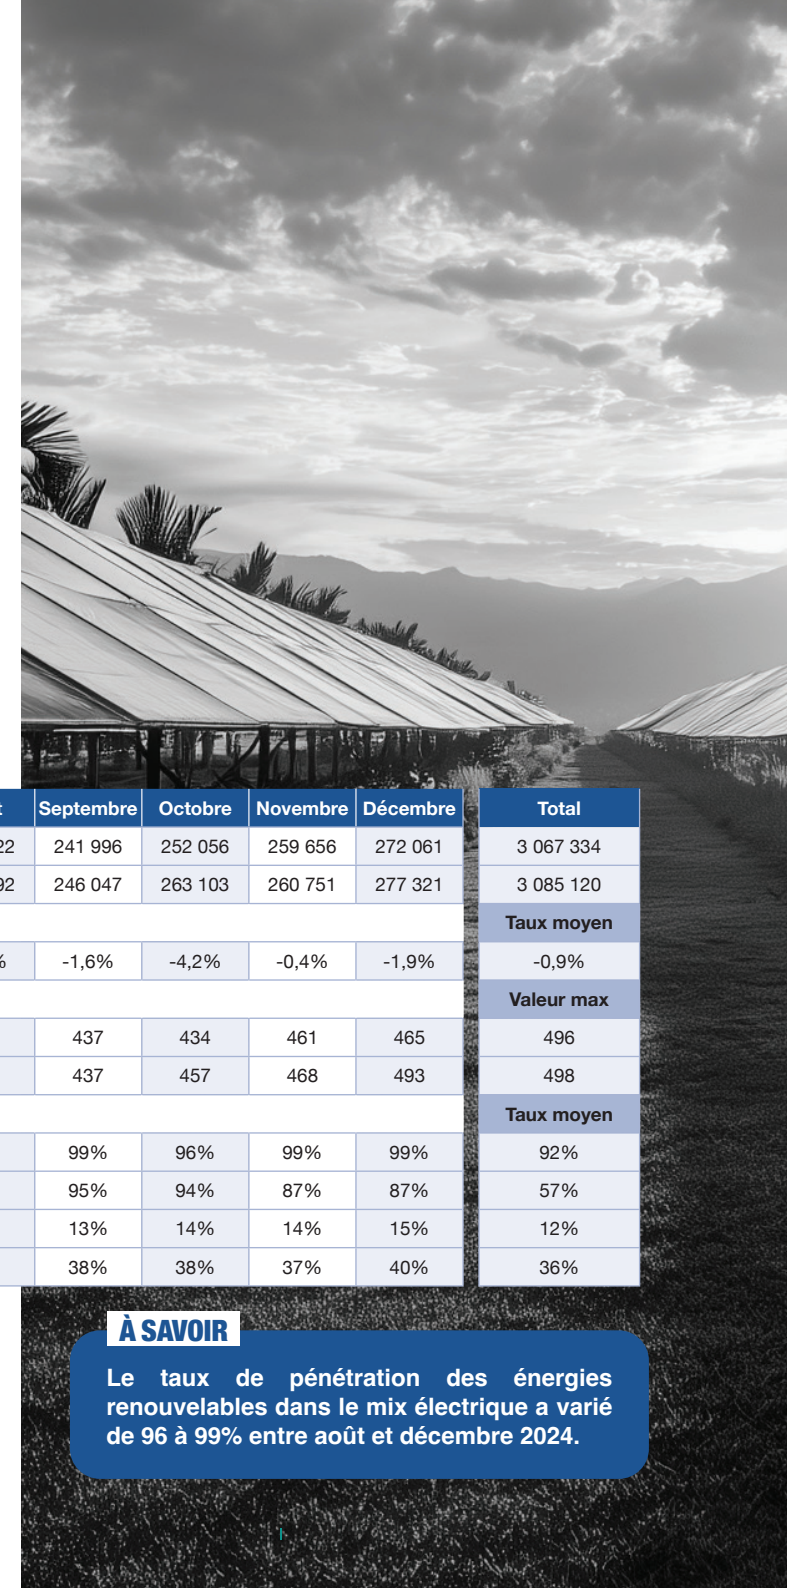 t Septembre Octobre Novembre Décembre Total
22 241 996 252 056 259 656 272 061 3 067 334
92 246 047 263 103 260 751 277 321 3 085 120
Taux moyen
% -1,6% -4,2% -0,4% -1,9% -0,9%
Valeur max
437 434 461 465 496
437 457 468 493 498
Taux moyen
99% 96% 99% 99% 92%
95% 94% 87% 87% 57%
13% 14% 14% 15% 12%
38% 38% 37% 40% 36%
À SAVOIR
Le taux de pénétration des énergies
renouvelables dans le mix électrique a varié
de 96 à 99% entre août et décembre 2024.